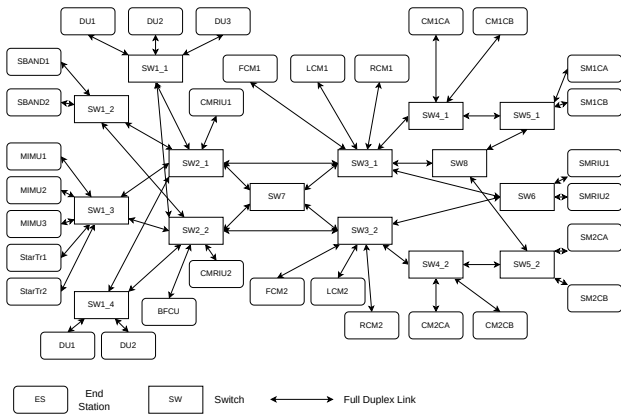 DU1
DU2
DU3
CM1CA
CM1CB
SBAND1
SW1_1
FCM1
LCM1
RCM1
SM1CA
SBAND2
SW1_2
CMRIU1
SW4_1
SW5_1
SM1CB
MIMU1
SW2_1
SW3_1
SW8
SMRIU1
MIMU2
SW7
SW6
SMRIU2
MIMU3
SW1_3
SW2_2
SW3_2
SM2CA
StarTr1
CMRIU2
SW4_2
SW5_2
StarTr2
SW1_4
BFCU
FCM2
LCM2
SM2CB
DU1
DU2
RCM2
CM2CA
CM2CB
ES
End
Station
SW
Switch
Full Duplex Link